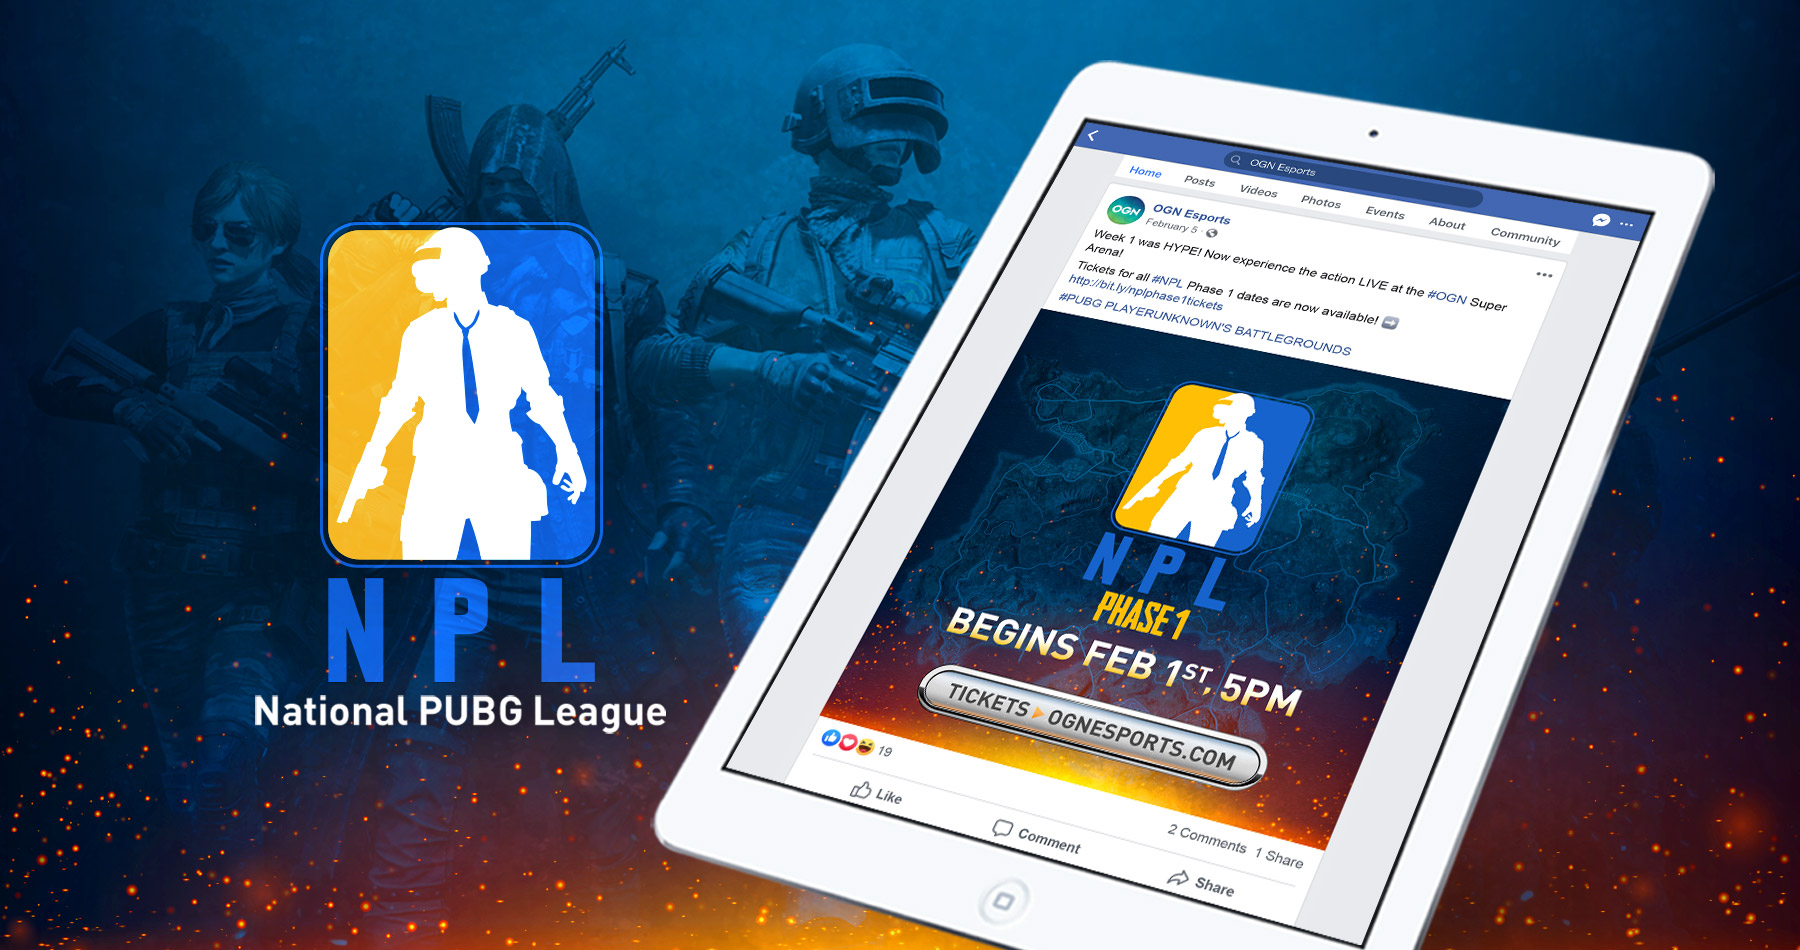 NPL
National PUBG League
OGN Esports
Home Posts Videos Photos Events About Community
OGN
OGN Esports
February 5 ·
Week 1 was HYPE! Now experience the action LIVE at the #OGN Super
Arena!
Tickets for all #NPL Phase 1 dates are now available! ➡
http://bit.ly/nplphase1tickets
#PUBG PLAYERUNKNOWN'S BATTLEGROUNDS
NPL
PHASE 1
BEGINS FEB 1ST, 5PM
TICKETS ▸ OGNESPORTS.COM
19
2 Comments 1 Share
Like Comment Share